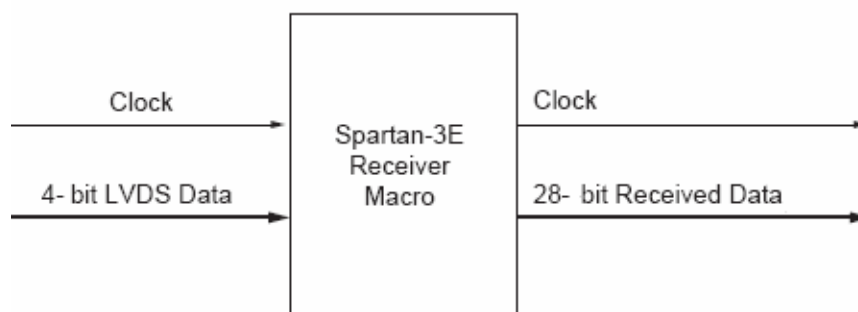 Clock
4- bit LVDS Data
Spartan-3E
Receiver
Macro
Clock
28- bit Received Data